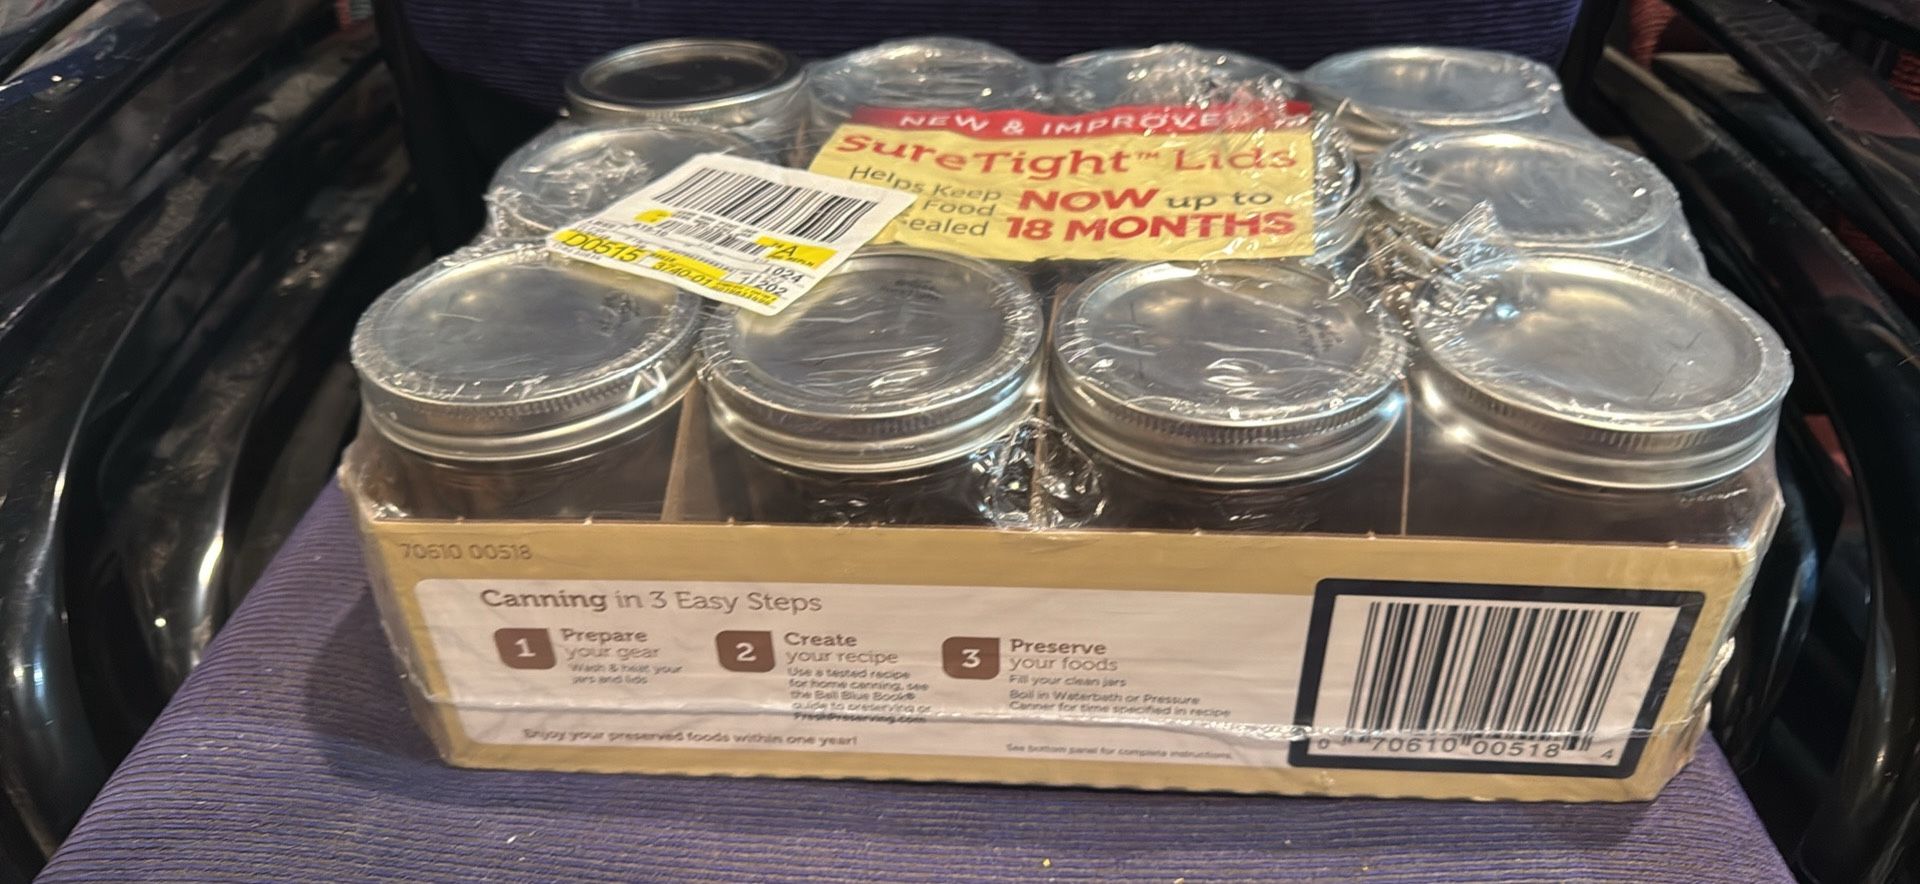 NEW & IMPROVED
SureTight™ Lids
Helps Keep
Food
ealed
NOW up to
18 MONTHS
D0515
A
024
202
70610 00518
Canning in 3 Easy Steps
1
Prepare
your gear
Wash & heat your
jars and lids
2
Create
your recipe
Use a tested recipe
for home canning, see
the Ball Blue Book®
guide to preserving or
FreshPreserving.com
3
Preserve
your foods
Fill your clean jars
Boil in Waterbath or Pressure
Canner for time specified in recipe
Enjoy your preserved foods within one year!
See bottom panel for complete instructions.
0 70610 00518 4